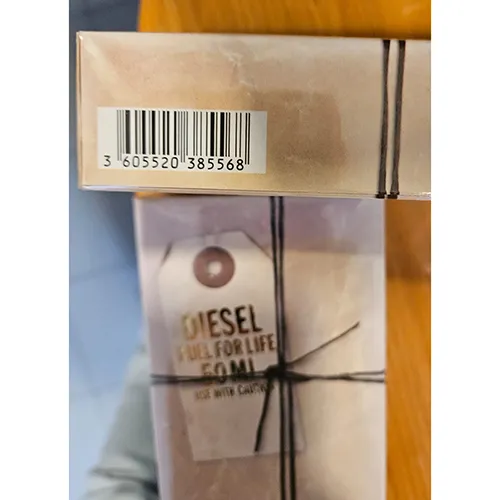 3 605520 385568
DIESEL
FUEL FOR LIFE
50 ML
USE WITH CAUTION